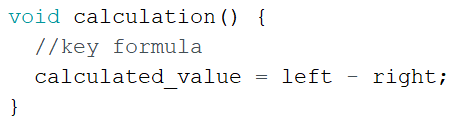 void calculation() {
  //key formula
  calculated_value = left - right;
}